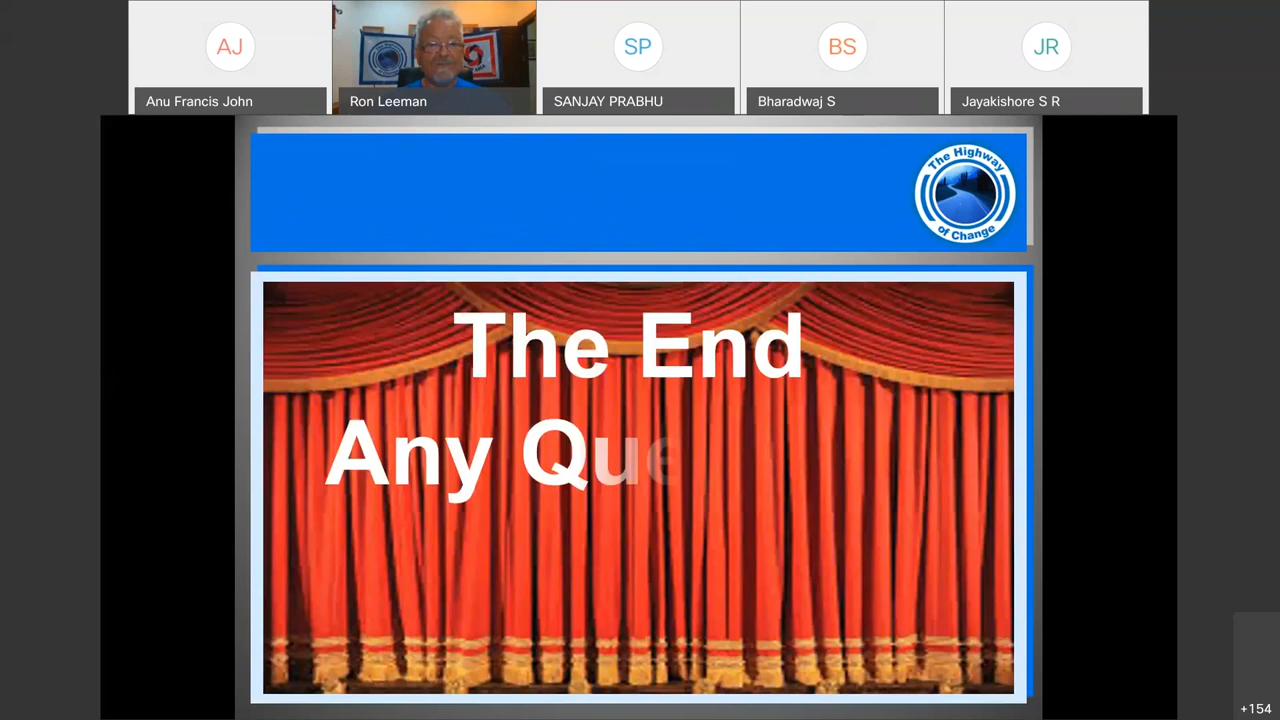 AJ
SP
BS
JR
Anu Francis John
Ron Leeman
SANJAY PRABHU
Bharadwaj S
Jayakishore S R
The Highway
of Change
The End
Any Que
+154